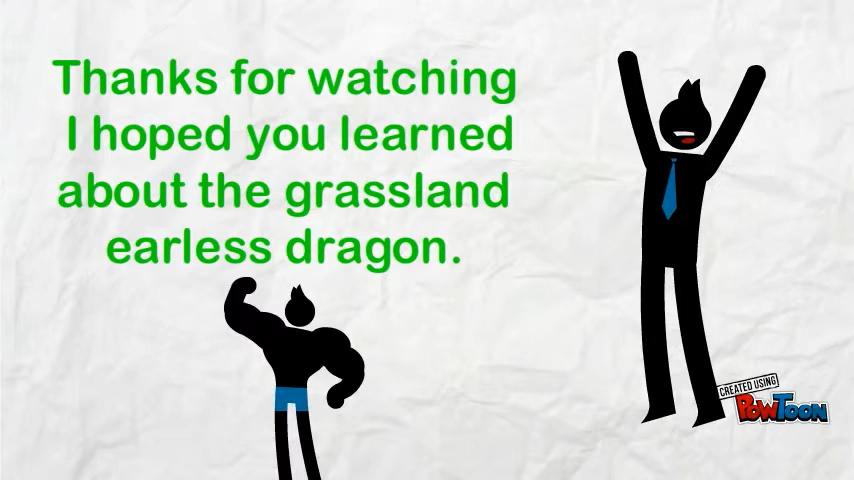 Thanks for watching
I hoped you learned
about the grassland
earless dragon.
CREATED USING
PowToon